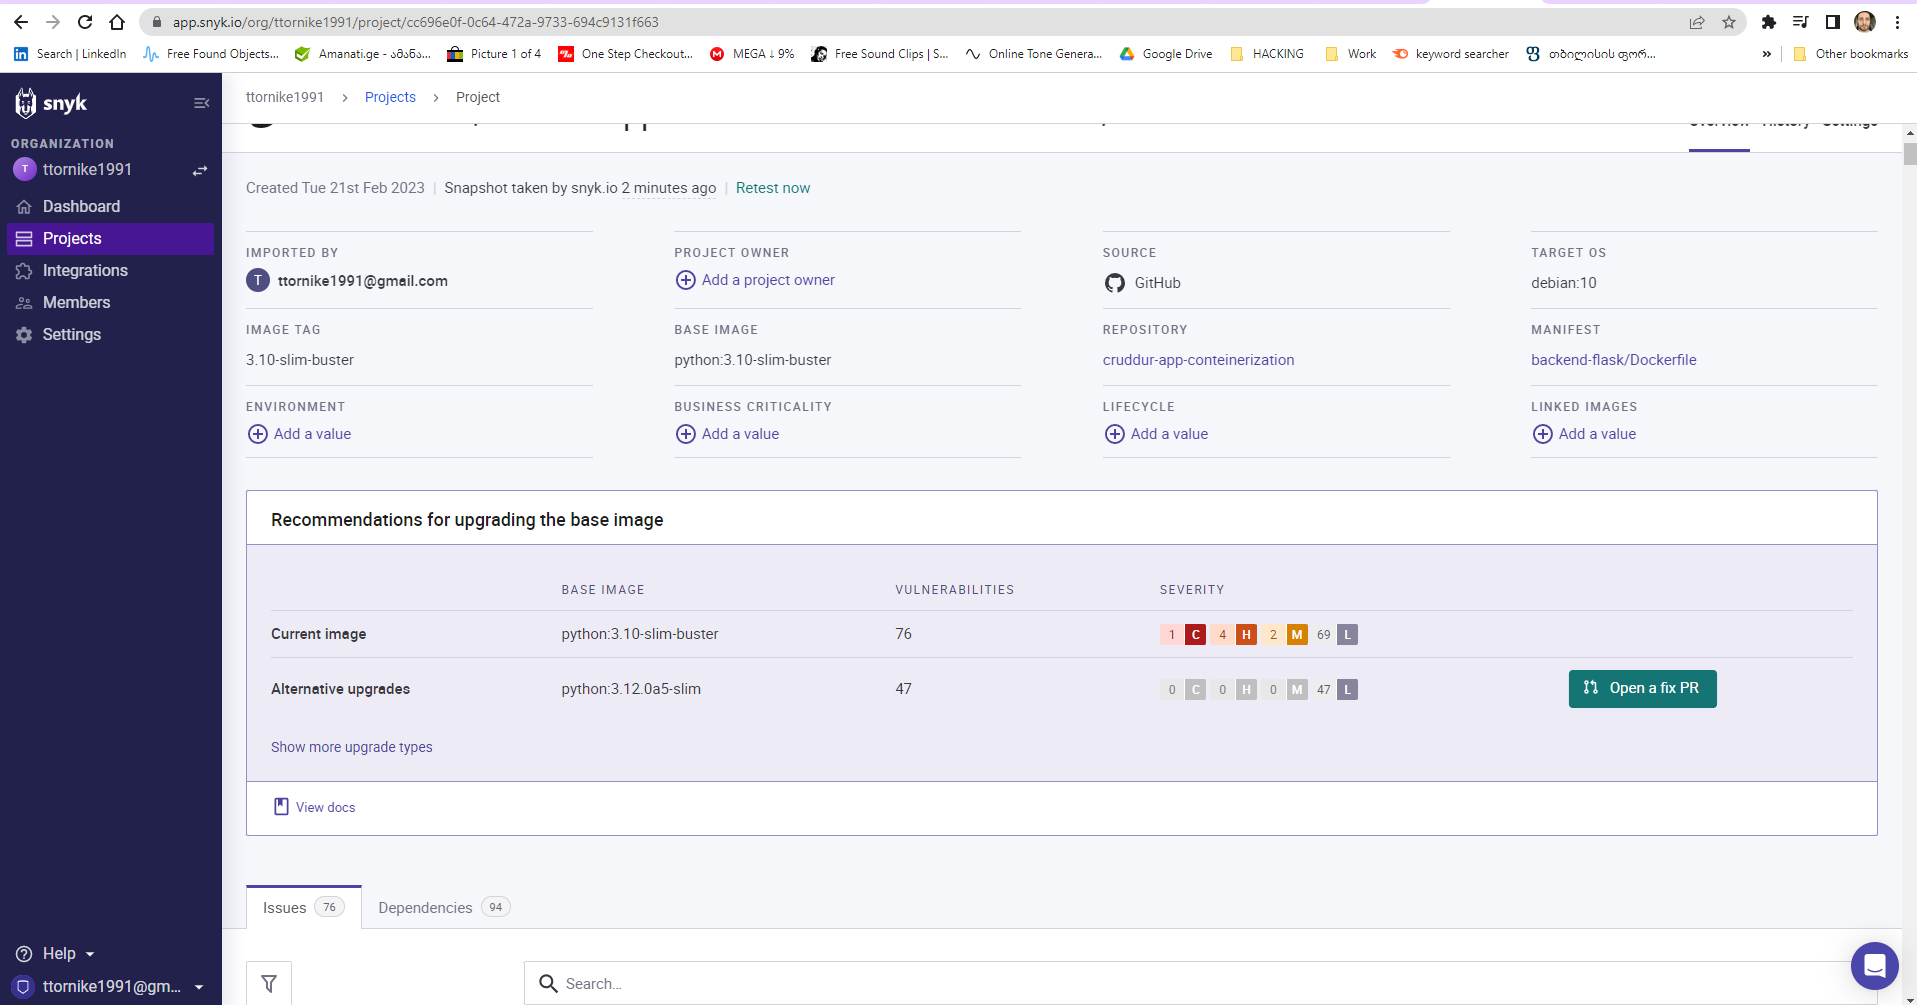 app.snyk.io/org/ttornike1991/project/cc696e0f-0c64-472a-9733-694c9131f663
Search | LinkedIn Free Found Objects... Amanati.ge - ამანა... Picture 1 of 4 One Step Checkout... MEGA ↓ 9% Free Sound Clips | S... Online Tone Genera... Google Drive HACKING Work keyword searcher თბილისის ფორ... » Other bookmarks
snyk
ttornike1991 > Projects > Project
Overview History Settings
ORGANIZATION
T ttornike1991
Dashboard
Projects
Integrations
Members
Settings
Created Tue 21st Feb 2023 | Snapshot taken by snyk.io 2 minutes ago | Retest now
IMPORTED BY PROJECT OWNER SOURCE TARGET OS
T ttornike1991@gmail.com Add a project owner GitHub debian:10
IMAGE TAG BASE IMAGE REPOSITORY MANIFEST
3.10-slim-buster python:3.10-slim-buster cruddur-app-conteinerization backend-flask/Dockerfile
ENVIRONMENT BUSINESS CRITICALITY LIFECYCLE LINKED IMAGES
Add a value Add a value Add a value Add a value
Recommendations for upgrading the base image
BASE IMAGE VULNERABILITIES SEVERITY
Current image python:3.10-slim-buster 76 1 C 4 H 2 M 69 L
Alternative upgrades python:3.12.0a5-slim 47 0 C 0 H 0 M 47 L Open a fix PR
Show more upgrade types
View docs
Issues 76 Dependencies 94
Search...
Help
ttornike1991@gm...